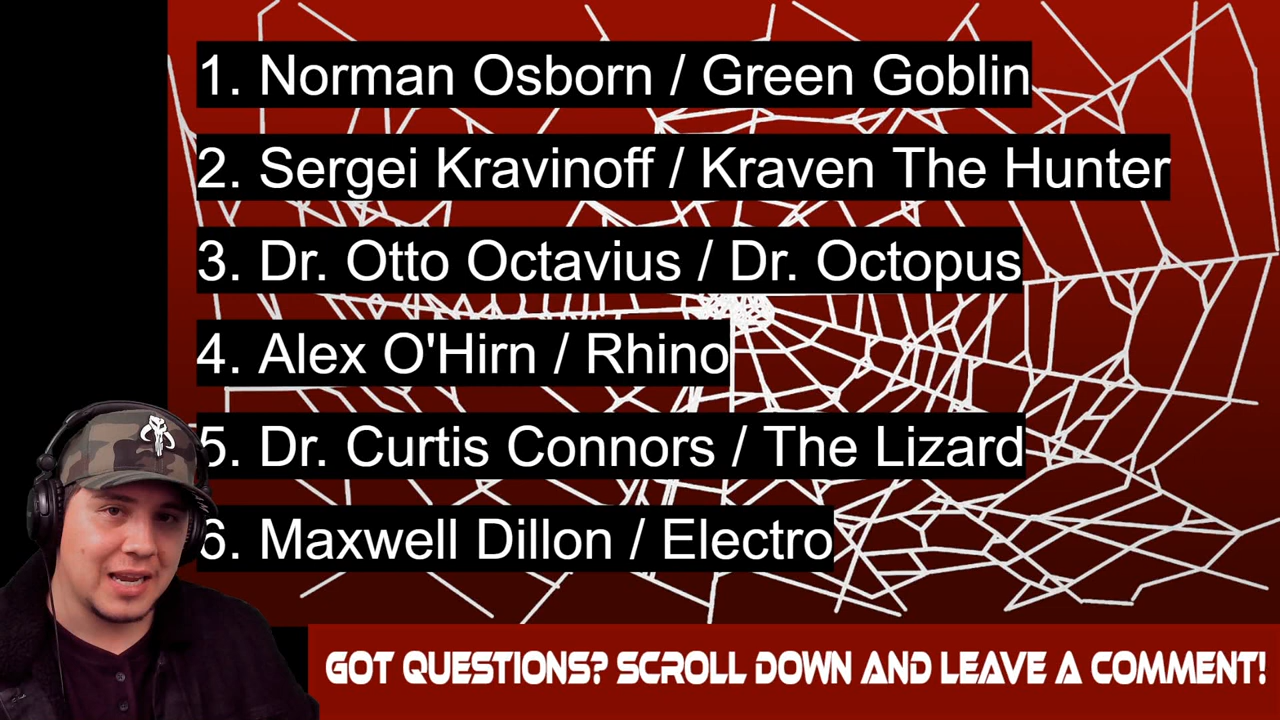 1. Norman Osborn / Green Goblin
2. Sergei Kravinoff / Kraven The Hunter
3. Dr. Otto Octavius / Dr. Octopus
4. Alex O'Hirn / Rhino
5. Dr. Curtis Connors / The Lizard
6. Maxwell Dillon / Electro
GOT QUESTIONS? SCROLL DOWN AND LEAVE A COMMENT!